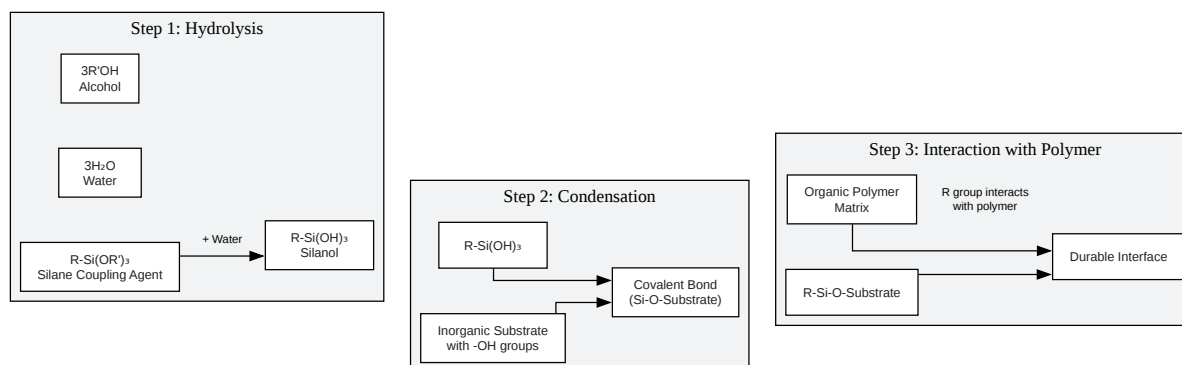 Step 1: Hydrolysis
3R'OH
Alcohol
3H₂O
Water
R-Si(OR')₃
Silane Coupling Agent
+ Water
R-Si(OH)₃
Silanol
Step 2: Condensation
R-Si(OH)₃
Inorganic Substrate
with -OH groups
Covalent Bond
(Si-O-Substrate)
Step 3: Interaction with Polymer
Organic Polymer
Matrix
R group interacts
with polymer
R-Si-O-Substrate
Durable Interface